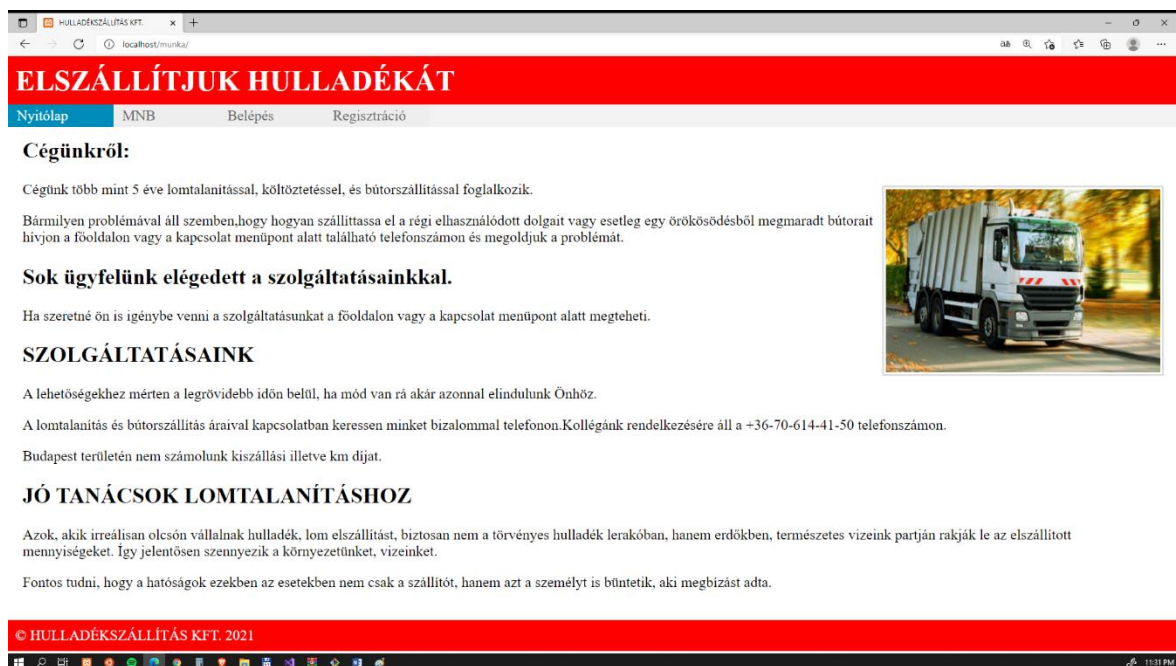 HULLADÉKSZÁLLÍTÁS KFT.
localhost/munka/
ELSZÁLLÍTJUK HULLADÉKÁT
Nyitólap MNB Belépés Regisztráció
Cégünkről:
Cégünk több mint 5 éve lomtalanítással, költöztetéssel, és bútorszállítással foglalkozik.
Bármilyen problémával áll szemben,hogy hogyan szállíttassa el a régi elhasználódott dolgait vagy esetleg egy örökösödésből megmaradt bútorait
hívjon a főoldalon vagy a kapcsolat menüpont alatt található telefonszámon és megoldjuk a problémát.
Sok ügyfelünk elégedett a szolgáltatásainkkal.
Ha szeretné ön is igénybe venni a szolgáltatásunkat a főoldalon vagy a kapcsolat menüpont alatt megteheti.
SZOLGÁLTATÁSAINK
A lehetőségekhez mérten a legrövidebb időn belül, ha mód van rá akár azonnal elindulunk Önhöz.
A lomtalanítás és bútorszállítás áraival kapcsolatban keressen minket bizalommal telefonon.Kollégánk rendelkezésére áll a +36-70-614-41-50 telefonszámon.
Budapest területén nem számolunk kiszállási illetve km díjat.
JÓ TANÁCSOK LOMTALANÍTÁSHOZ
Azok, akik irreálisan olcsón vállalnak hulladék, lom elszállítást, biztosan nem a törvényes hulladék lerakóban, hanem erdőkben, természetes vizeink partján rakják le az elszállított
mennyiségeket. Így jelentősen szennyezik a környezetünket, vizeinket.
Fontos tudni, hogy a hatóságok ezekben az esetekben nem csak a szállítót, hanem azt a személyt is büntetik, aki megbízást adta.
© HULLADÉKSZÁLLÍTÁS KFT. 2021
11:31 PM